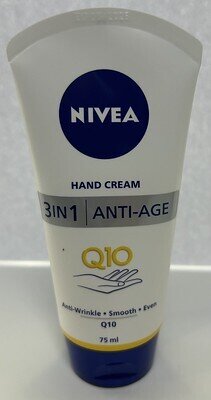 NIVEA
HAND CREAM
3IN1 | ANTI-AGE
Q10
Anti-Wrinkle • Smooth • Even
Q10
75 ml